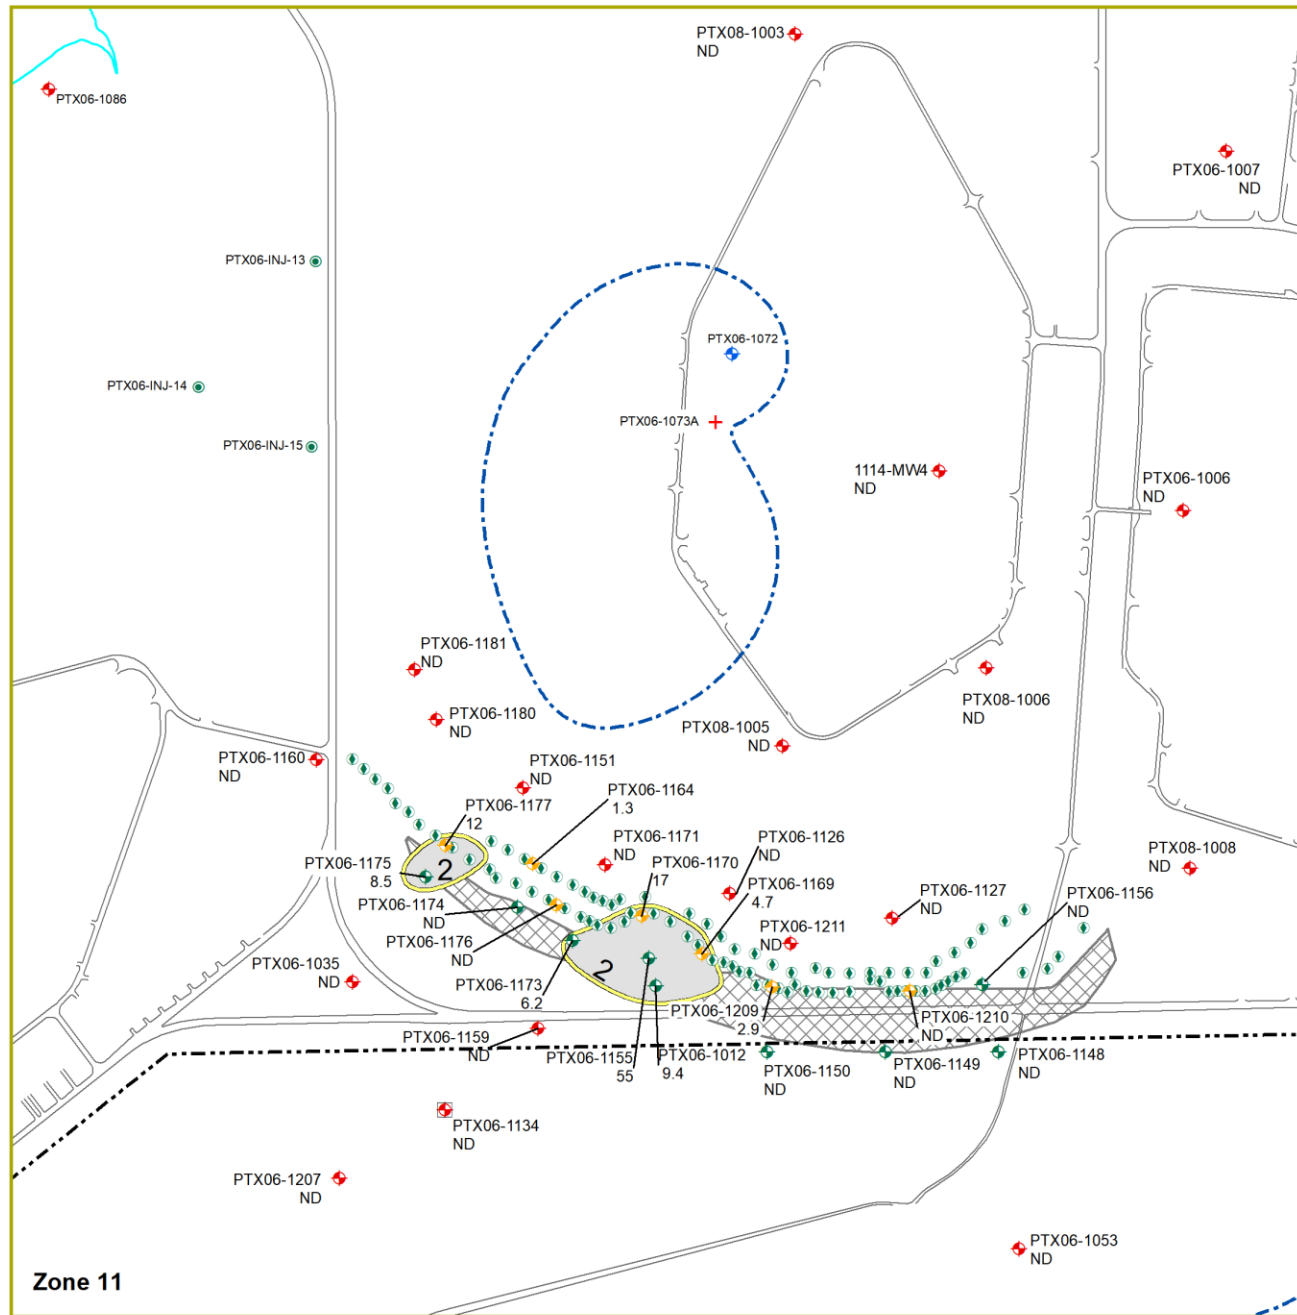 PTX08-1003
ND
PTX06-1086
PTX06-1007
ND
PTX06-INJ-13
PTX06-1072
PTX06-INJ-14
PTX06-1073A
PTX06-INJ-15
1114-MW4
ND
PTX06-1006
ND
PTX06-1181
ND
PTX08-1006
ND
PTX06-1180
ND
PTX08-1005
ND
PTX06-1160
ND
PTX06-1151
ND
PTX06-1164
1.3
PTX06-1177
12
PTX06-1171
ND
PTX06-1126
ND
PTX06-1175
8.5
2
PTX06-1170
17
PTX08-1008
ND
PTX06-1169
4.7
PTX06-1127
ND
PTX06-1156
ND
PTX06-1174
ND
PTX06-1211
ND
PTX06-1176
ND
PTX06-1035
ND
2
PTX06-1173
6.2
PTX06-1209
2.9
PTX06-1210
ND
PTX06-1159
ND
PTX06-1155
55
PTX06-1012
9.4
PTX06-1150
ND
PTX06-1149
ND
PTX06-1148
ND
PTX06-1134
ND
PTX06-1207
ND
PTX06-1053
ND
Zone 11